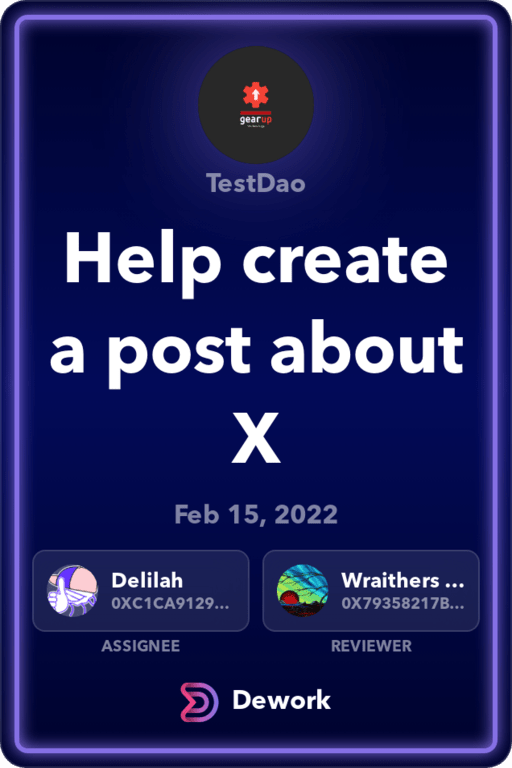 gearup
TestDao
Help create
a post about
X
Feb 15, 2022
Delilah
0XC1CA9129...
Wraithers ...
0X79358217B...
ASSIGNEE
REVIEWER
Dework